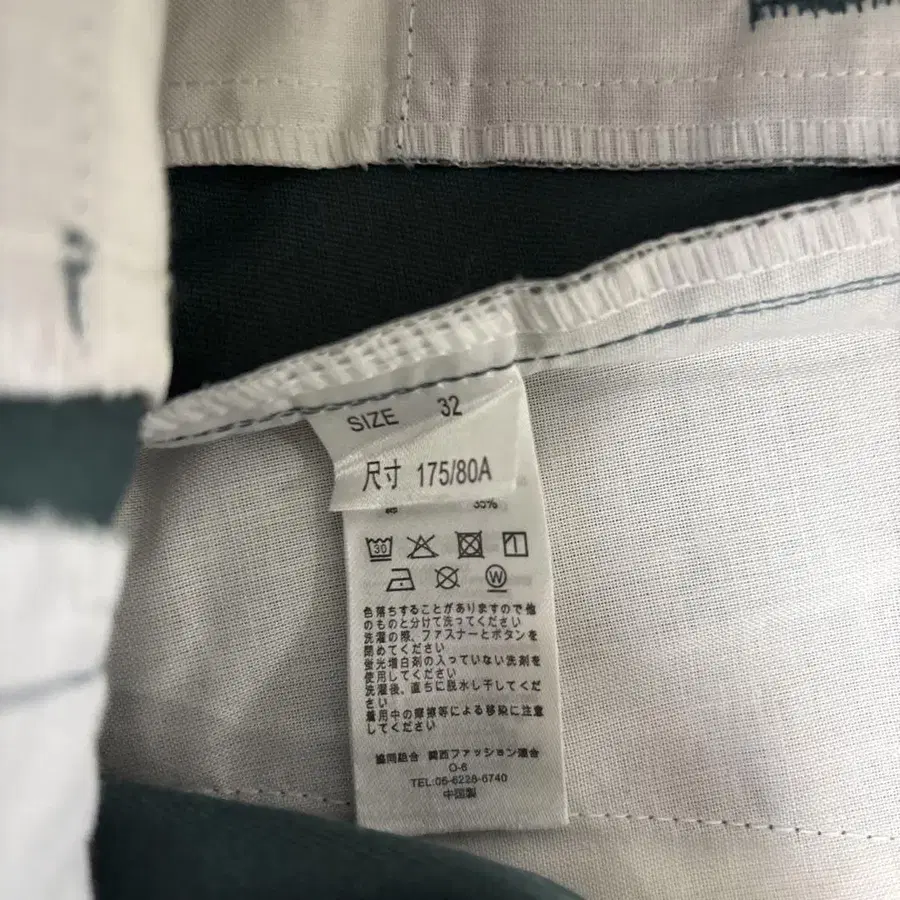 SIZE 32
尺寸 175/80A
35%
30
W
色落ちすることがありますので他
のものと分けて洗ってください
洗濯の際、ファスナーとボタンを
閉めてください
蛍光増白剤の入っていない洗剤を
使用してください
洗濯後、直ちに脱水し干してくだ
さい
着用中の摩擦等による移染に注意
してください
協同組合 関西ファッション連合
O-6
TEL:06-6228-6740
中国製